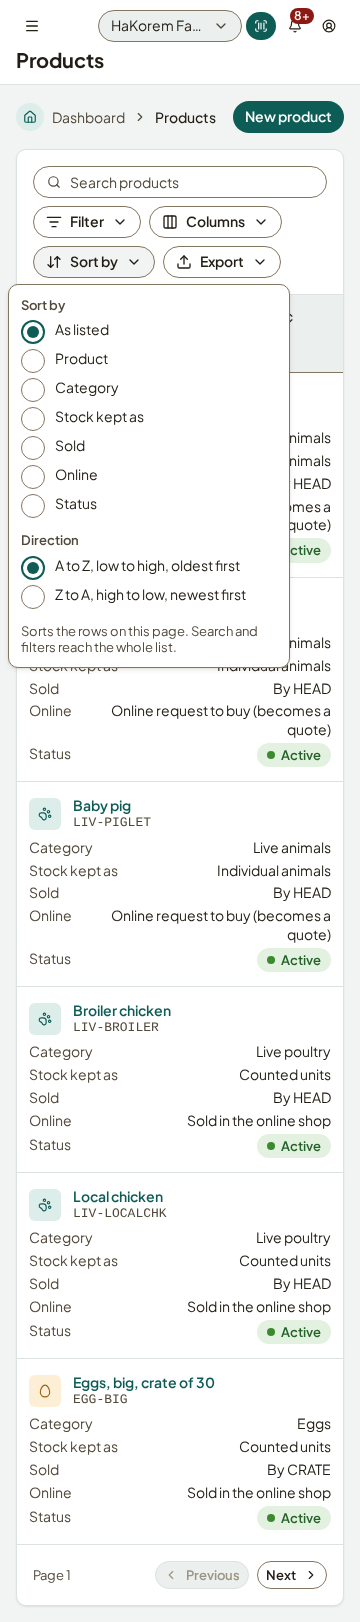 HaKorem Fa...
8+
Products
Dashboard
Products
New product
Search products
Filter
Columns
Sort by
Export
Sort by
As listed
Product
Category
Stock kept as
Sold
Online
Status
Direction
A to Z, low to high, oldest first
Z to A, high to low, newest first
Sorts the rows on this page. Search and
filters reach the whole list.
HEAD
quote)
Sold
By HEAD
Online
Online request to buy (becomes a
quote)
Status
Active
Baby pig
LIV-PIGLET
Category
Live animals
Stock kept as
Individual animals
Sold
By HEAD
Online
Online request to buy (becomes a
quote)
Status
Active
Broiler chicken
LIV-BROILER
Category
Live poultry
Stock kept as
Counted units
Sold
By HEAD
Online
Sold in the online shop
Status
Active
Local chicken
LIV-LOCALCHK
Category
Live poultry
Stock kept as
Counted units
Sold
By HEAD
Online
Sold in the online shop
Status
Active
Eggs, big, crate of 30
EGG-BIG
Category
Eggs
Stock kept as
Counted units
Sold
By CRATE
Online
Sold in the online shop
Status
Active
Page 1
Previous
Next